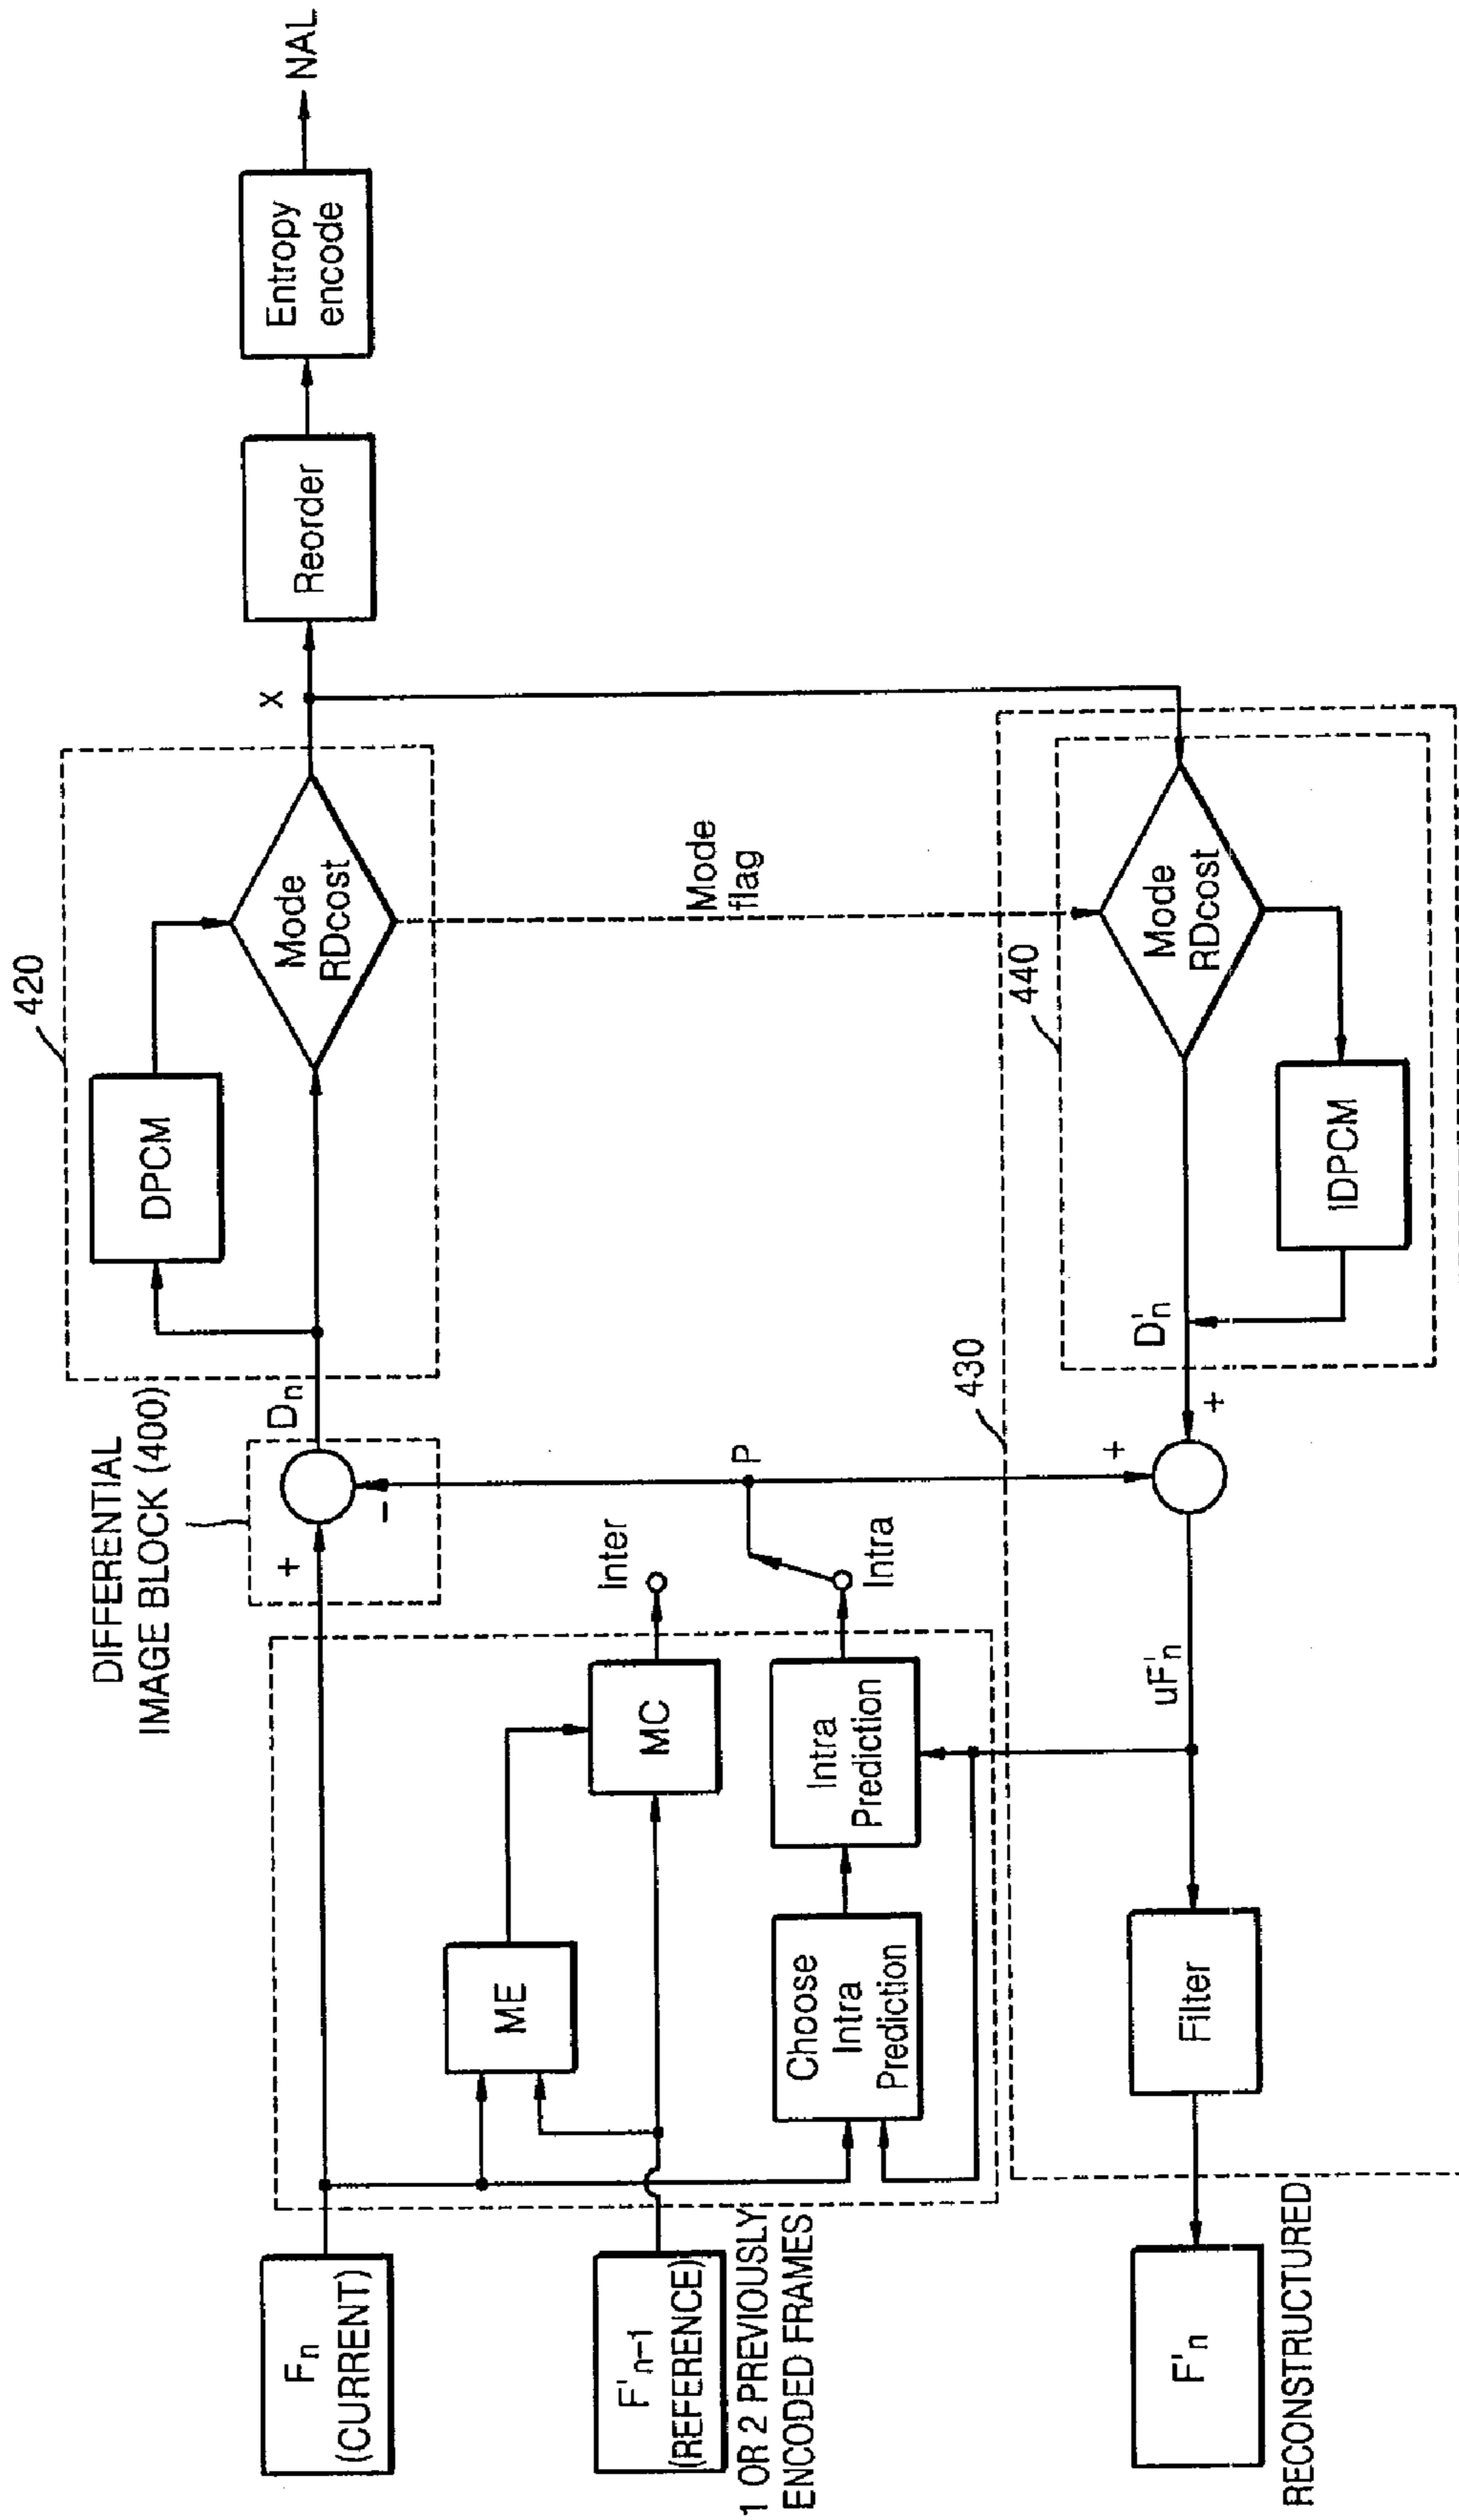 Fn
(CURRENT)
F'n-1
(REFERENCE)
1 OR 2 PREVIOUSLY
ENCODED FRAMES
F'n
RECONSTRUCTURED
ME
MC
Choose
Intra
Prediction
Intra
Prediction
Inter
Intra
P
Filter
uF'n
DIFFERENTIAL
IMAGE BLOCK (400)
+
-
Dn
+
+
430
DPCM
Mode
RDcost
420
Mode
flag
D'n
440
Mode
RDcost
IDPCM
X
Reorder
Entropy
encode
NAL